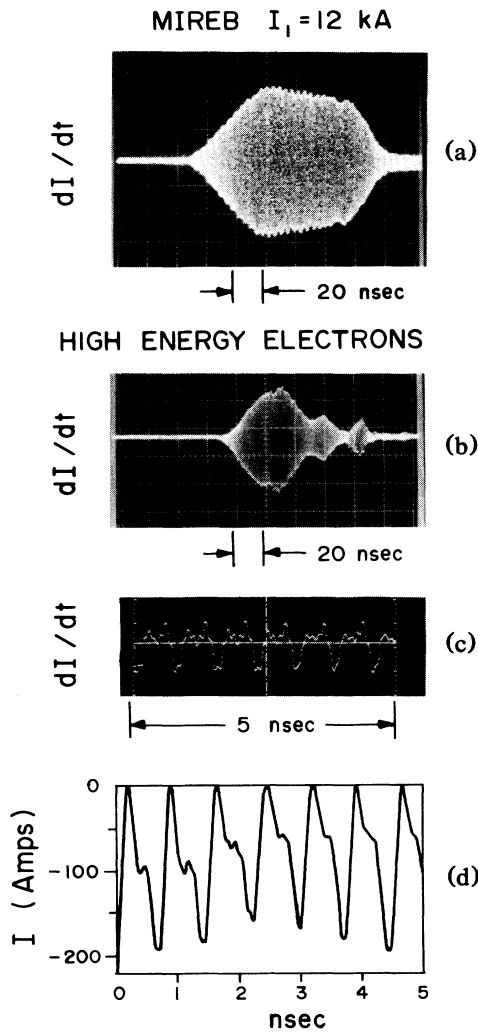 MIREB I₁ = 12 kA
dI/dt
(a)
20 nsec
HIGH ENERGY ELECTRONS
dI/dt
(b)
20 nsec
dI/dt
(c)
5 nsec
I (Amps)
0
-100
-200
(d)
0 1 2 3 4 5
nsec